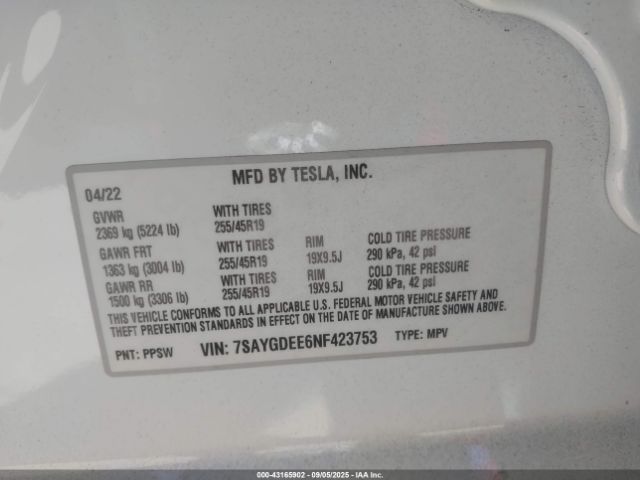 MFD BY TESLA, INC.
04/22
GVWR WITH TIRES
2369 kg (5224 lb) 255/45R19
GAWR FRT WITH TIRES RIM COLD TIRE PRESSURE
1363 kg (3004 lb) 255/45R19 19X9.5J 290 kPa, 42 psi
GAWR RR WITH TIRES RIM COLD TIRE PRESSURE
1500 kg (3306 lb) 255/45R19 19X9.5J 290 kPa, 42 psi
THIS VEHICLE CONFORMS TO ALL APPLICABLE U.S. FEDERAL MOTOR VEHICLE SAFETY AND
THEFT PREVENTION STANDARDS IN EFFECT ON THE DATE OF MANUFACTURE SHOWN ABOVE.
PNT: PPSW VIN: 7SAYGDEE6NF423753 TYPE: MPV
000-43165902 - 09/05/2025 - IAA Inc.